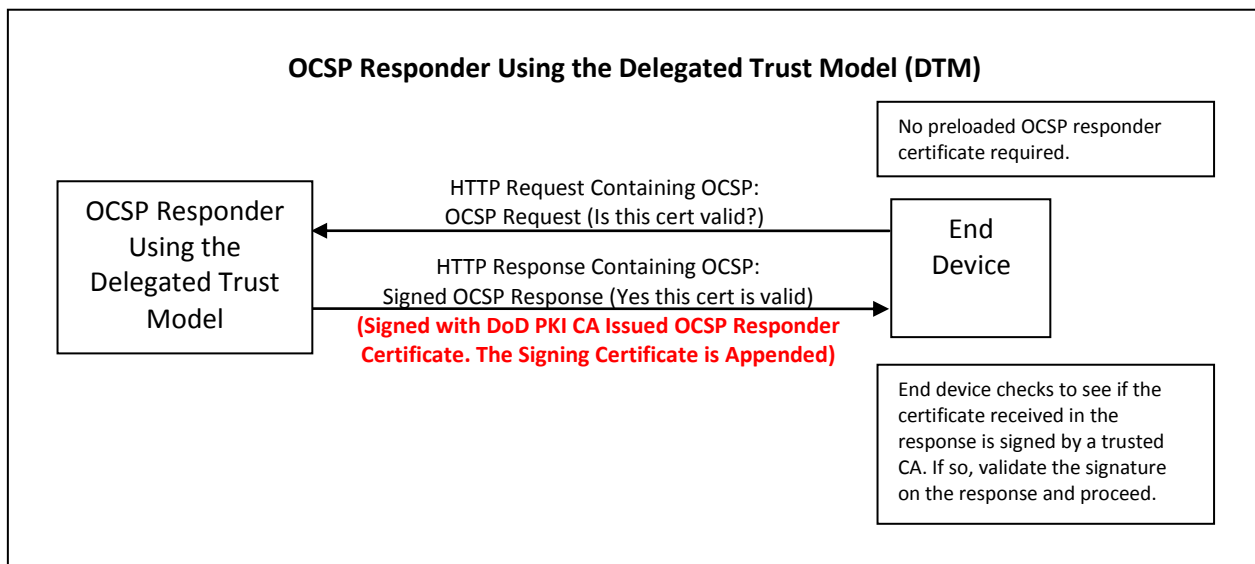 OCSP Responder Using the Delegated Trust Model (DTM)
No preloaded OCSP responder
certificate required.
HTTP Request Containing OCSP:
OCSP Request (Is this cert valid?)
OCSP Responder
Using the
Delegated Trust
Model
End
Device
HTTP Response Containing OCSP:
Signed OCSP Response (Yes this cert is valid)
(Signed with DoD PKI CA Issued OCSP Responder
Certificate. The Signing Certificate is Appended)
End device checks to see if the
certificate received in the
response is signed by a trusted
CA. If so, validate the signature
on the response and proceed.